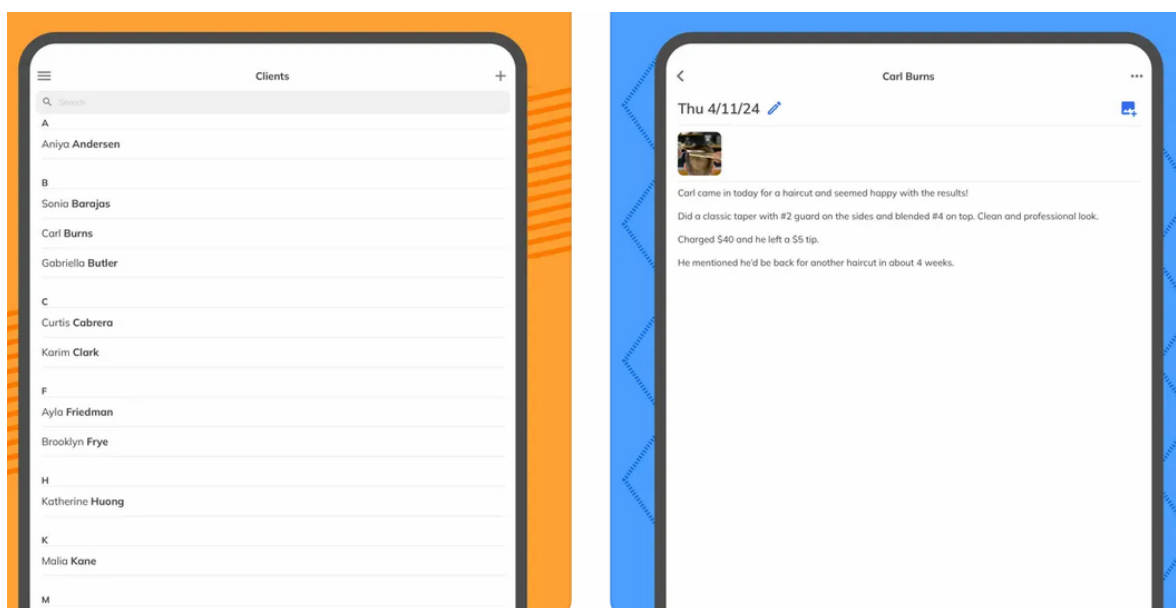 Clients
Search
A
Aniya Andersen
B
Sonia Barajas
Carl Burns
Gabriella Butler
C
Curtis Cabrera
Karim Clark
F
Ayla Friedman
Brooklyn Frye
H
Katherine Huong
K
Malia Kane
M
Carl Burns
Thu 4/11/24
Carl came in today for a haircut and seemed happy with the results!
Did a classic taper with #2 guard on the sides and blended #4 on top. Clean and professional look.
Charged $40 and he left a $5 tip.
He mentioned he'd be back for another haircut in about 4 weeks.